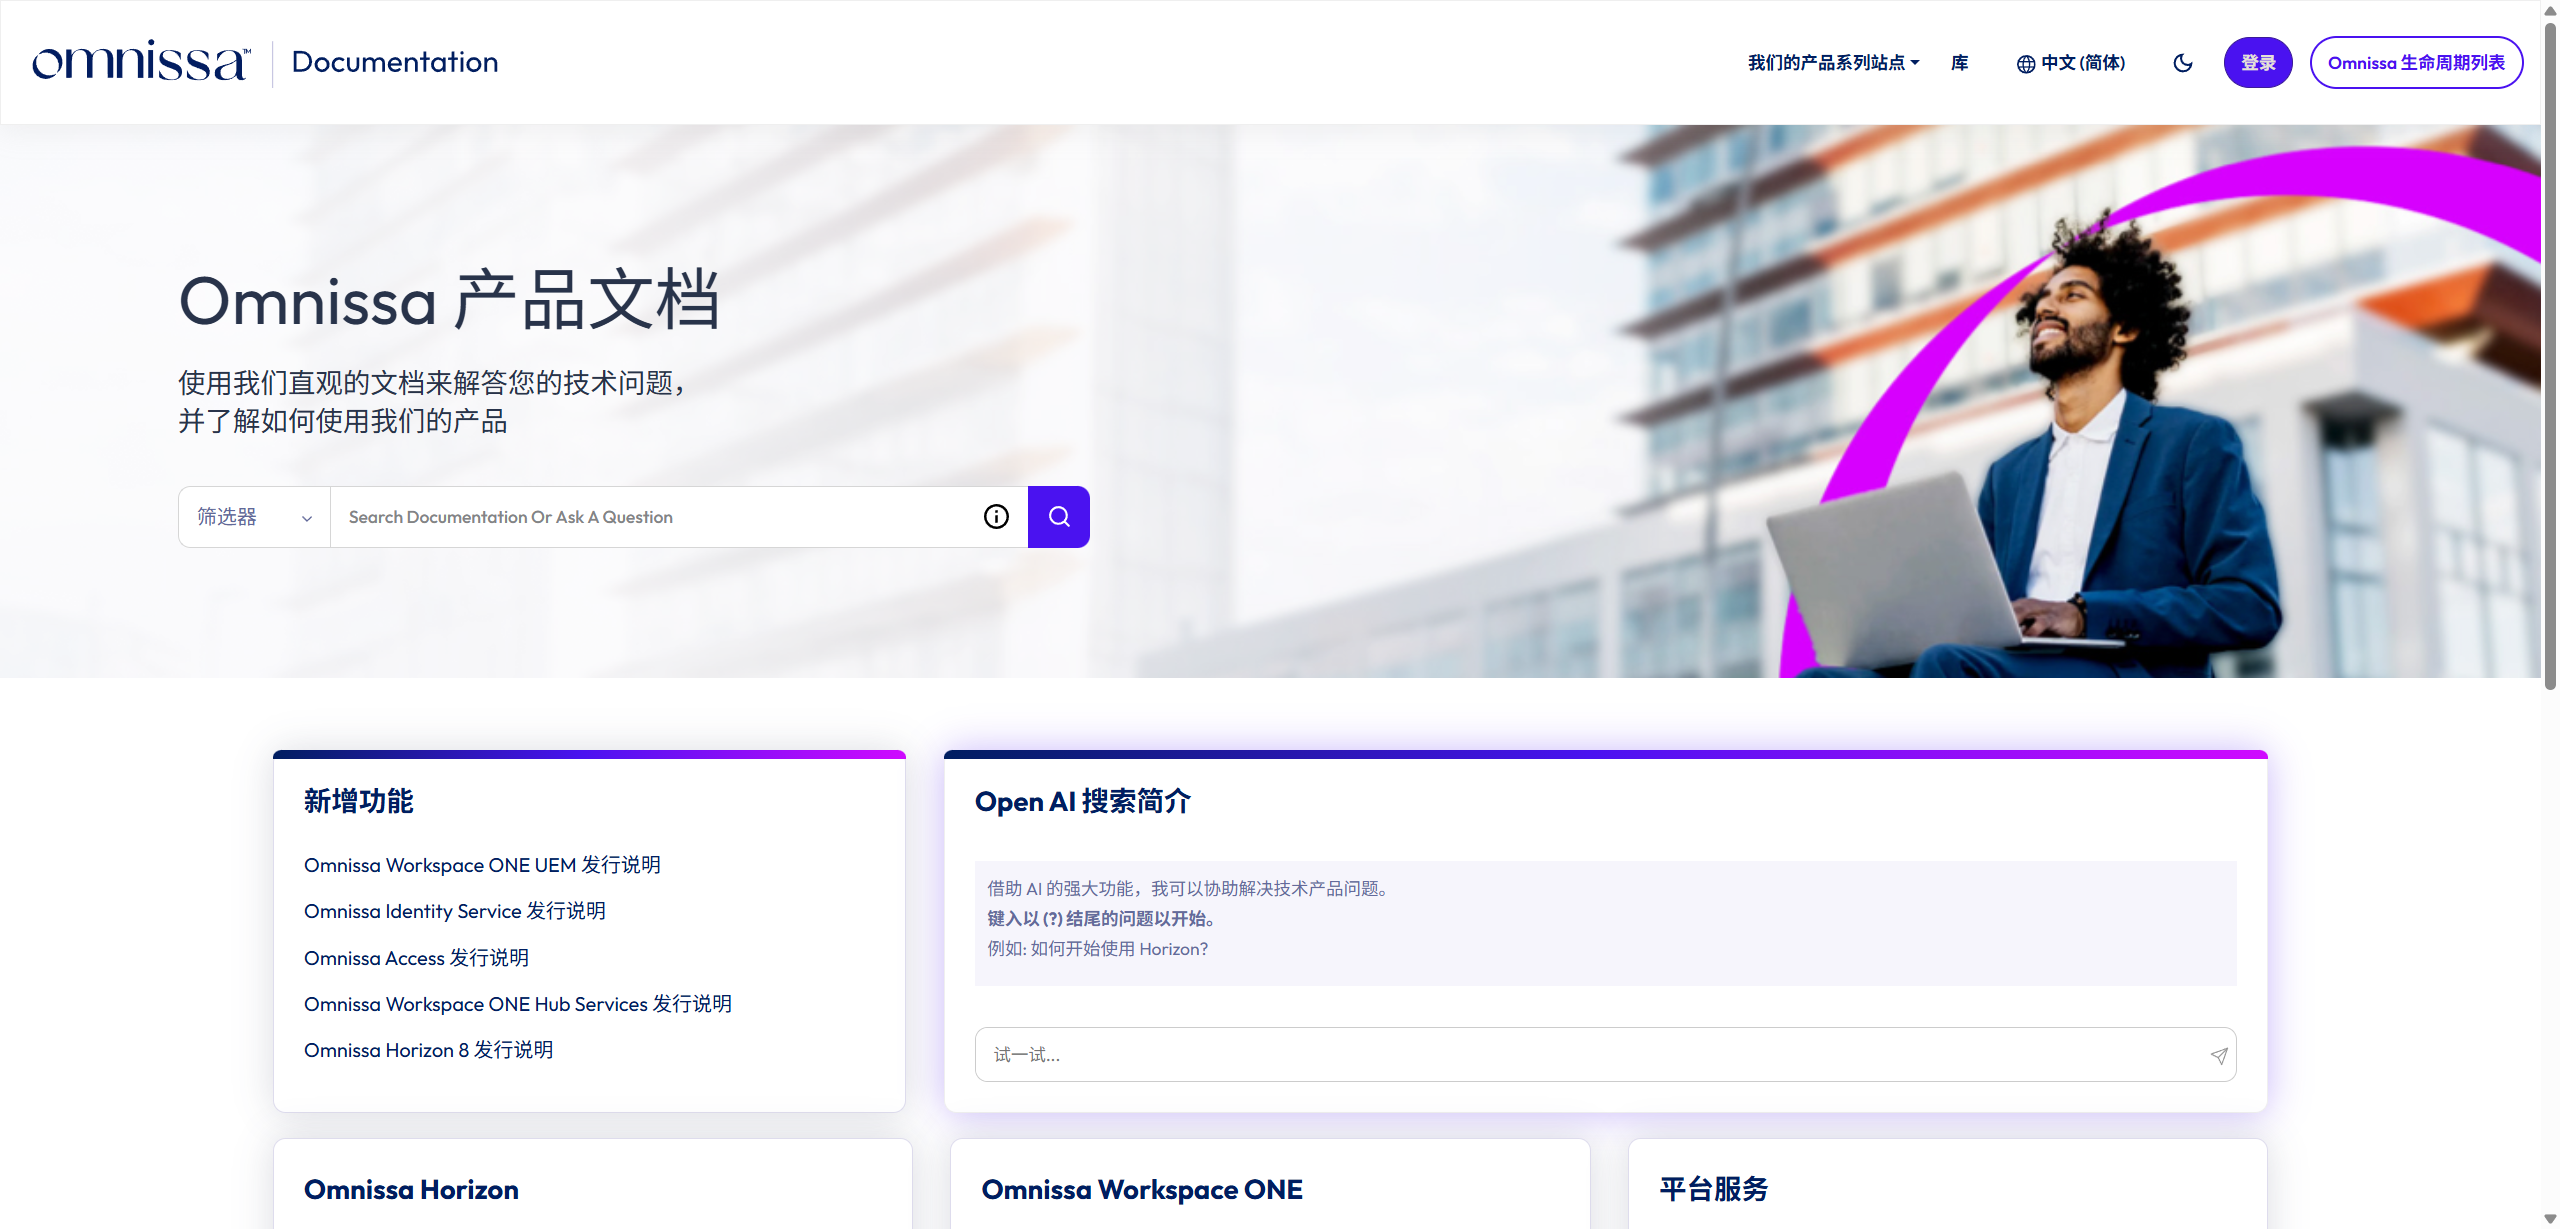 omnissa™
Documentation
我们的产品系列站点
库
中文 (简体)
登录
Omnissa 生命周期列表
Omnissa 产品文档
使用我们直观的文档来解答您的技术问题，
并了解如何使用我们的产品
筛选器
Search Documentation Or Ask A Question
新增功能
Omnissa Workspace ONE UEM 发行说明
Omnissa Identity Service 发行说明
Omnissa Access 发行说明
Omnissa Workspace ONE Hub Services 发行说明
Omnissa Horizon 8 发行说明
Open AI 搜索简介
借助 AI 的强大功能，我可以协助解决技术产品问题。
键入以 (?) 结尾的问题以开始。
例如: 如何开始使用 Horizon?
试一试...
Omnissa Horizon
Omnissa Workspace ONE
平台服务